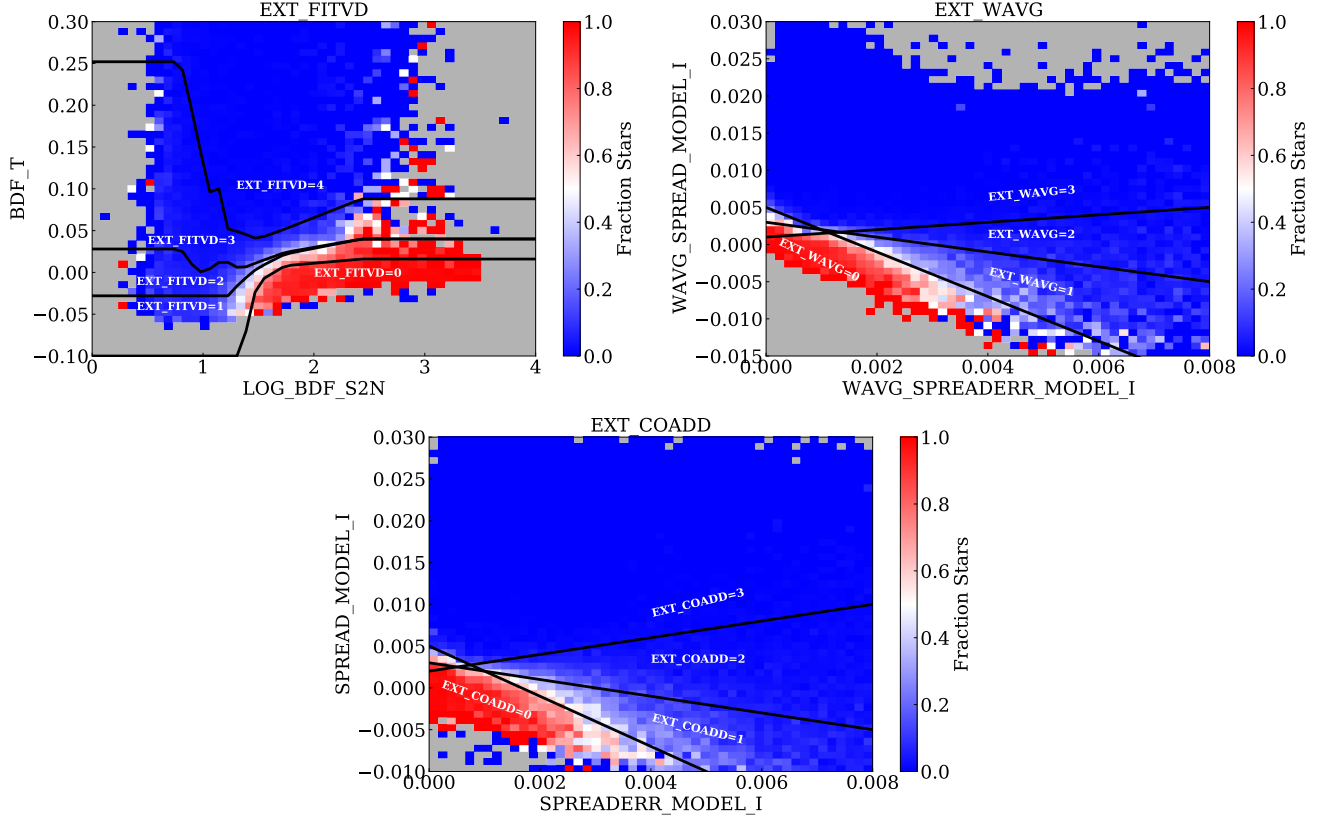 EXT_FITVD
0.30
0.25
0.20
0.15
0.10
0.05
0.00
−0.05
−0.10
BDF_T
EXT_FITVD=4
EXT_FITVD=3
EXT_FITVD=2
EXT_FITVD=1
EXT_FITVD=0
0
1
2
3
4
LOG_BDF_S2N
1.0
0.8
0.6
0.4
0.2
0.0
Fraction Stars
EXT_WAVG
0.030
0.025
0.020
0.015
0.010
0.005
0.000
−0.005
−0.010
−0.015
WAVG_SPREAD_MODEL_I
EXT_WAVG=3
EXT_WAVG=2
EXT_WAVG=1
EXT_WAVG=0
0.000
0.002
0.004
0.006
0.008
WAVG_SPREADERR_MODEL_I
1.0
0.8
0.6
0.4
0.2
0.0
Fraction Stars
EXT_COADD
0.030
0.025
0.020
0.015
0.010
0.005
0.000
−0.005
−0.010
SPREAD_MODEL_I
EXT_COADD=3
EXT_COADD=2
EXT_COADD=1
EXT_COADD=0
0.000
0.002
0.004
0.006
0.008
SPREADERR_MODEL_I
1.0
0.8
0.6
0.4
0.2
0.0
Fraction Stars